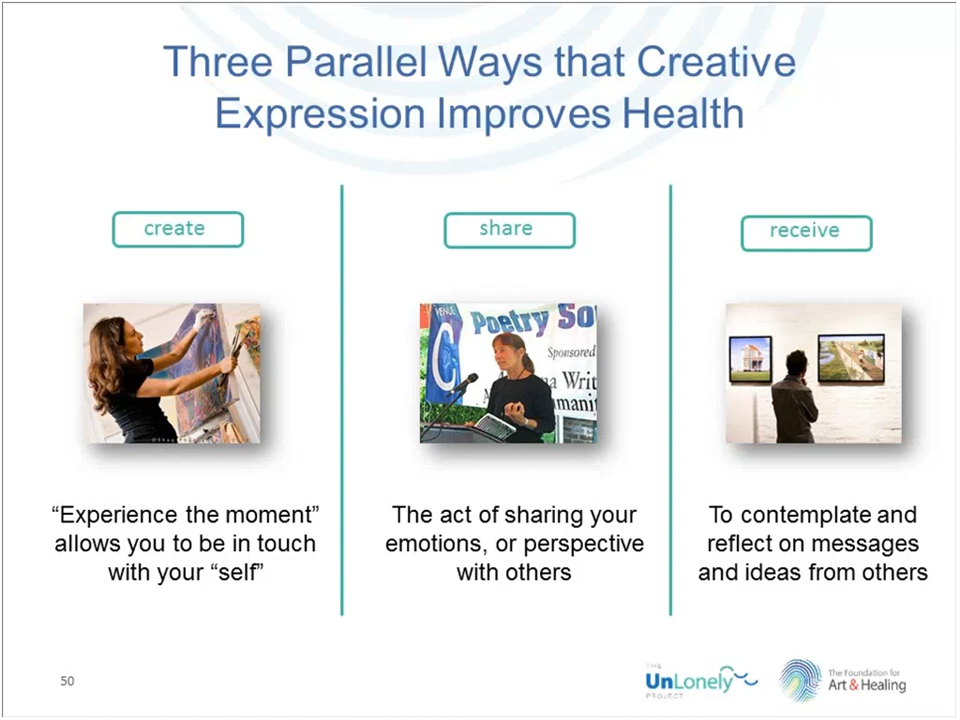 Three Parallel Ways that Creative
Expression Improves Health
create
share
receive
VENUE
C
Poetry So
Sponsored
na Writ
manit
“Experience the moment”
allows you to be in touch
with your “self”
The act of sharing your
emotions, or perspective
with others
To contemplate and
reflect on messages
and ideas from others
50
THE
UnLonely
PROJECT
The Foundation for
Art & Healing